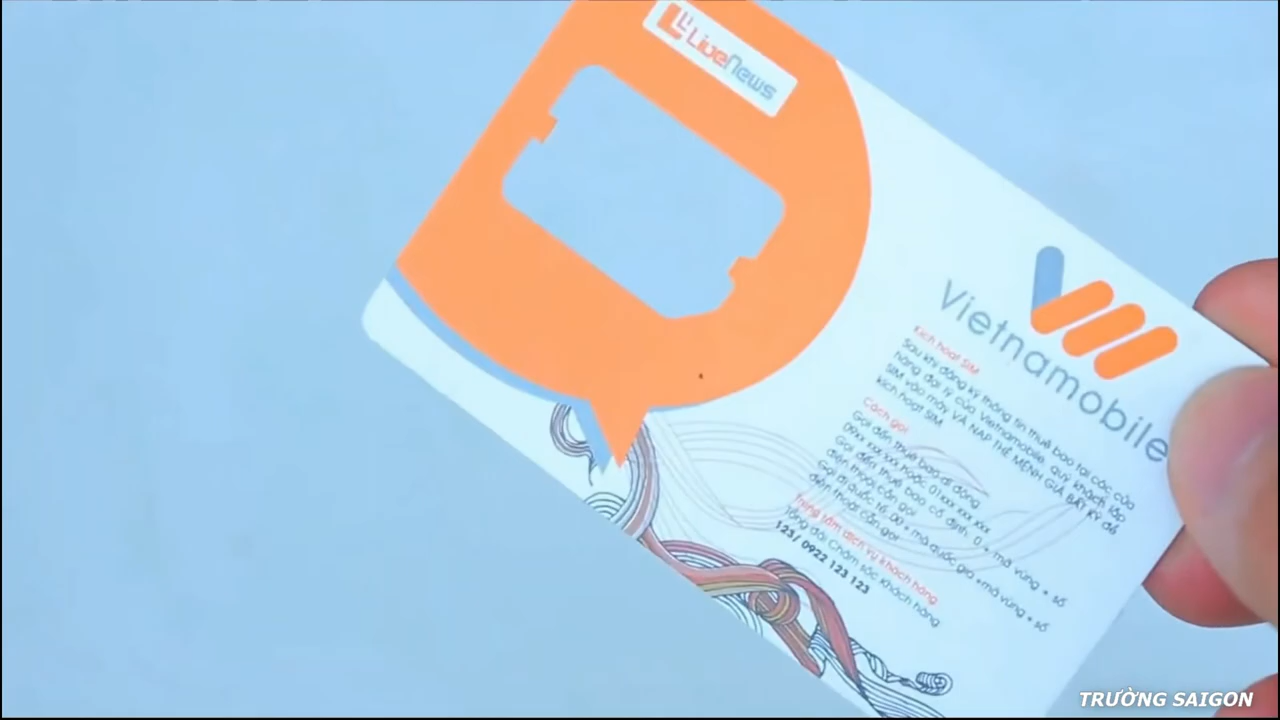 LiveNews
vietnamobile
Kích hoạt SIM
Sau khi đăng ký thông tin thuê bao tại các cửa
hàng đại lý của Vietnamobile, quý khách lắp
SIM vào máy VÀ NẠP THẺ MỆNH GIÁ BẤT KỲ để
kích hoạt SIM
Cách gọi
Gọi đến thuê bao di động
09xx xxx xxx hoặc 01xxx xxx xxx
Gọi đến thuê bao cố định: 0 + mã vùng + số
điện thoại cần gọi
Gọi đi quốc tế: 00 + mã quốc gia +mã vùng + số
điện thoại cần gọi
Trung tâm dịch vụ khách hàng
Tổng đài Chăm sóc Khách hàng
123/ 0922 123 123
TRƯỜNG SAIGON